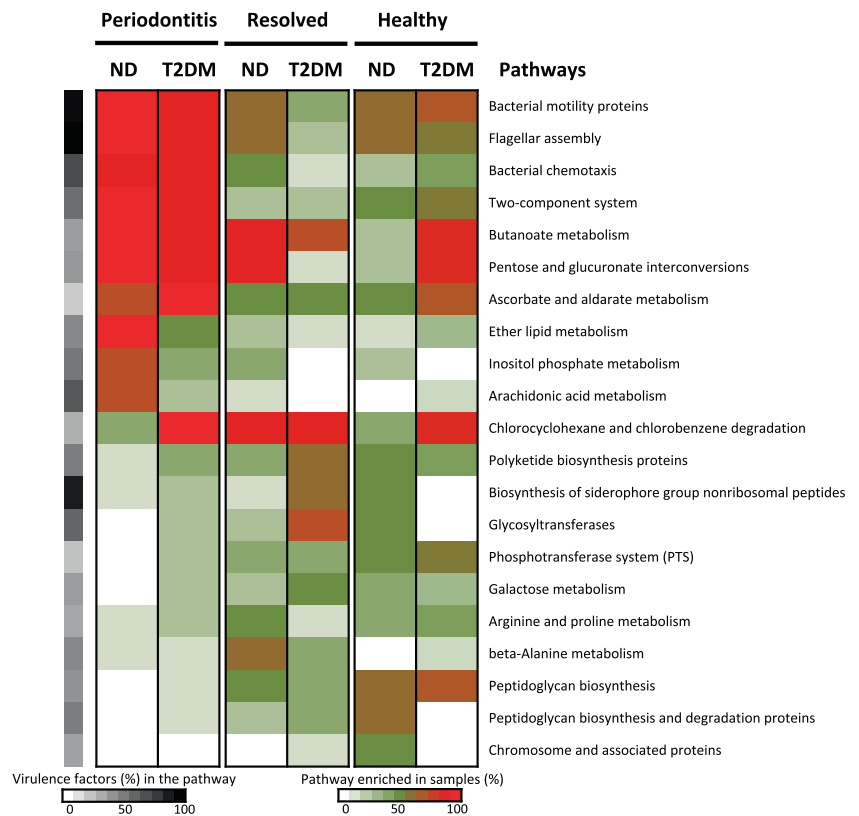 Periodontitis Resolved Healthy
ND T2DM ND T2DM ND T2DM Pathways
Bacterial motility proteins
Flagellar assembly
Bacterial chemotaxis
Two-component system
Butanoate metabolism
Pentose and glucuronate interconversions
Ascorbate and aldarate metabolism
Ether lipid metabolism
Inositol phosphate metabolism
Arachidonic acid metabolism
Chlorocyclohexane and chlorobenzene degradation
Polyketide biosynthesis proteins
Biosynthesis of siderophore group nonribosomal peptides
Glycosyltransferases
Phosphotransferase system (PTS)
Galactose metabolism
Arginine and proline metabolism
beta-Alanine metabolism
Peptidoglycan biosynthesis
Peptidoglycan biosynthesis and degradation proteins
Chromosome and associated proteins
Virulence factors (%) in the pathway
0 50 100
Pathway enriched in samples (%)
0 50 100